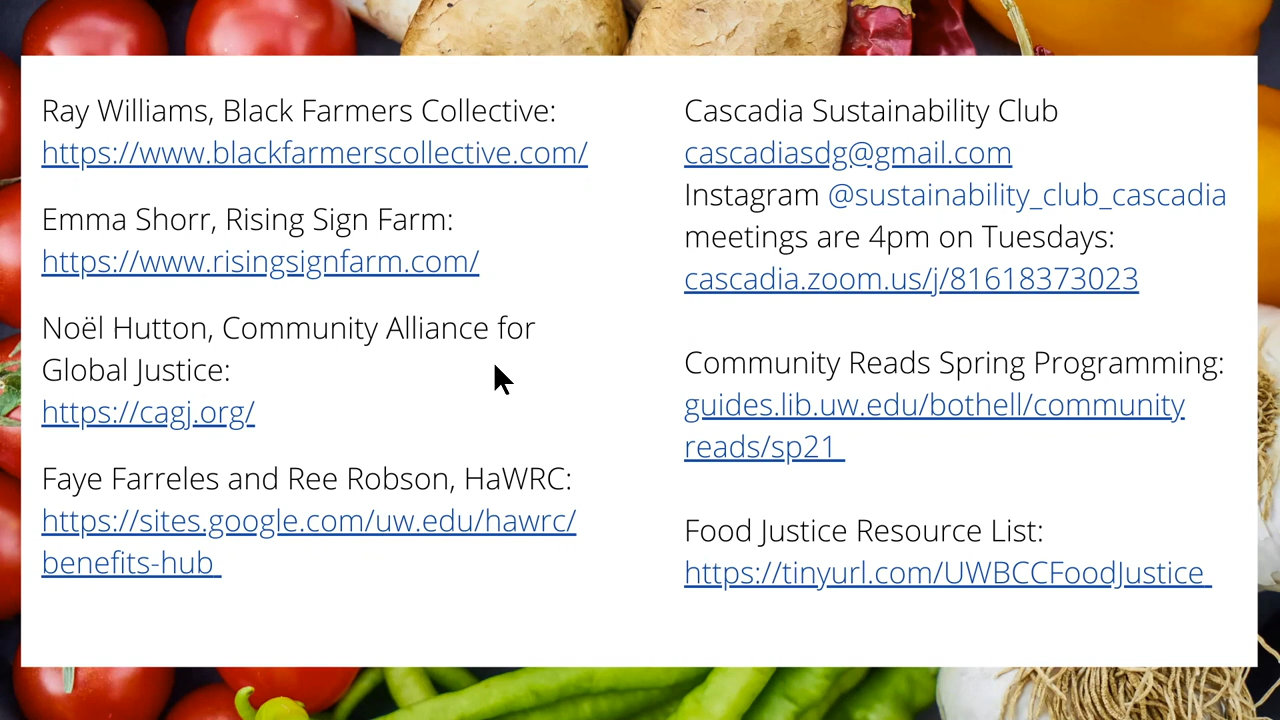 Ray Williams, Black Farmers Collective:
https://www.blackfarmerscollective.com/
Emma Shorr, Rising Sign Farm:
https://www.risingsignfarm.com/
Noël Hutton, Community Alliance for
Global Justice:
https://cagj.org/
Faye Farreles and Ree Robson, HaWRC:
https://sites.google.com/uw.edu/hawrc/
benefits-hub
Cascadia Sustainability Club
cascadiasdg@gmail.com
Instagram @sustainability_club_cascadia
meetings are 4pm on Tuesdays:
cascadia.zoom.us/j/81618373023
Community Reads Spring Programming:
guides.lib.uw.edu/bothell/community
reads/sp21
Food Justice Resource List:
https://tinyurl.com/UWBCCFoodJustice